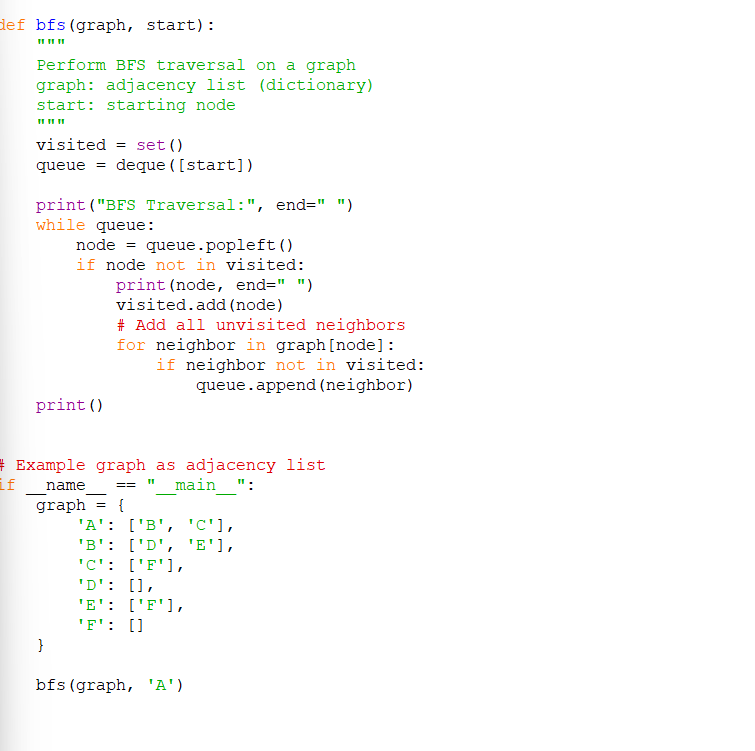 def bfs(graph, start):
    """
    Perform BFS traversal on a graph
    graph: adjacency list (dictionary)
    start: starting node
    """
    visited = set()
    queue = deque([start])

    print("BFS Traversal:", end=" ")
    while queue:
        node = queue.popleft()
        if node not in visited:
            print(node, end=" ")
            visited.add(node)
            # Add all unvisited neighbors
            for neighbor in graph[node]:
                if neighbor not in visited:
                    queue.append(neighbor)
    print()


# Example graph as adjacency list
if __name__ == "__main__":
    graph = {
        'A': ['B', 'C'],
        'B': ['D', 'E'],
        'C': ['F'],
        'D': [],
        'E': ['F'],
        'F': []
    }

    bfs(graph, 'A')